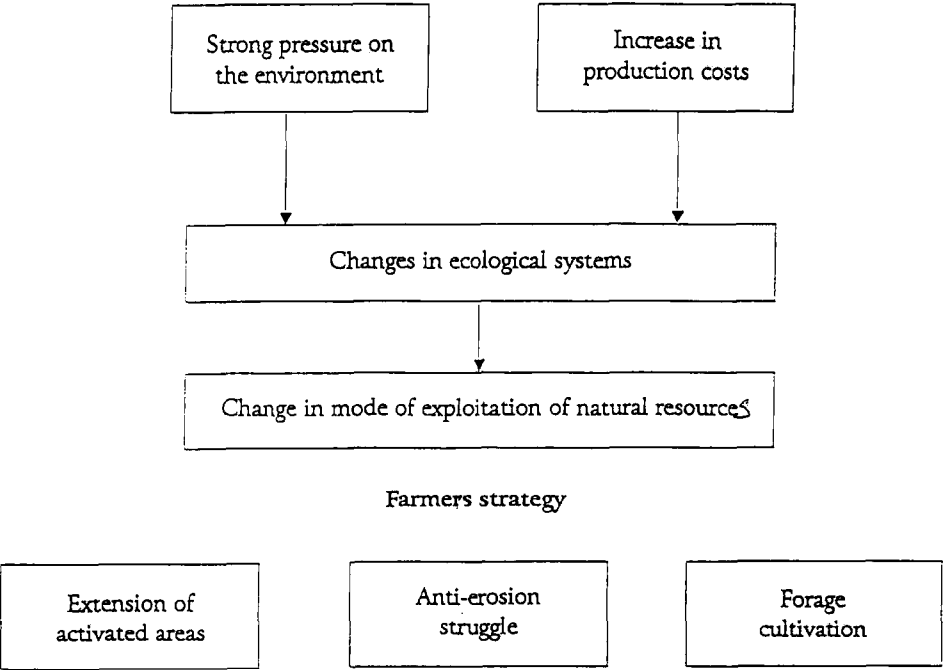 Strong pressure on
the environment
Increase in
production costs
Changes in ecological systems
Change in mode of exploitation of natural resources
Farmers strategy
Extension of
activated areas
Anti-erosion
struggle
Forage
cultivation